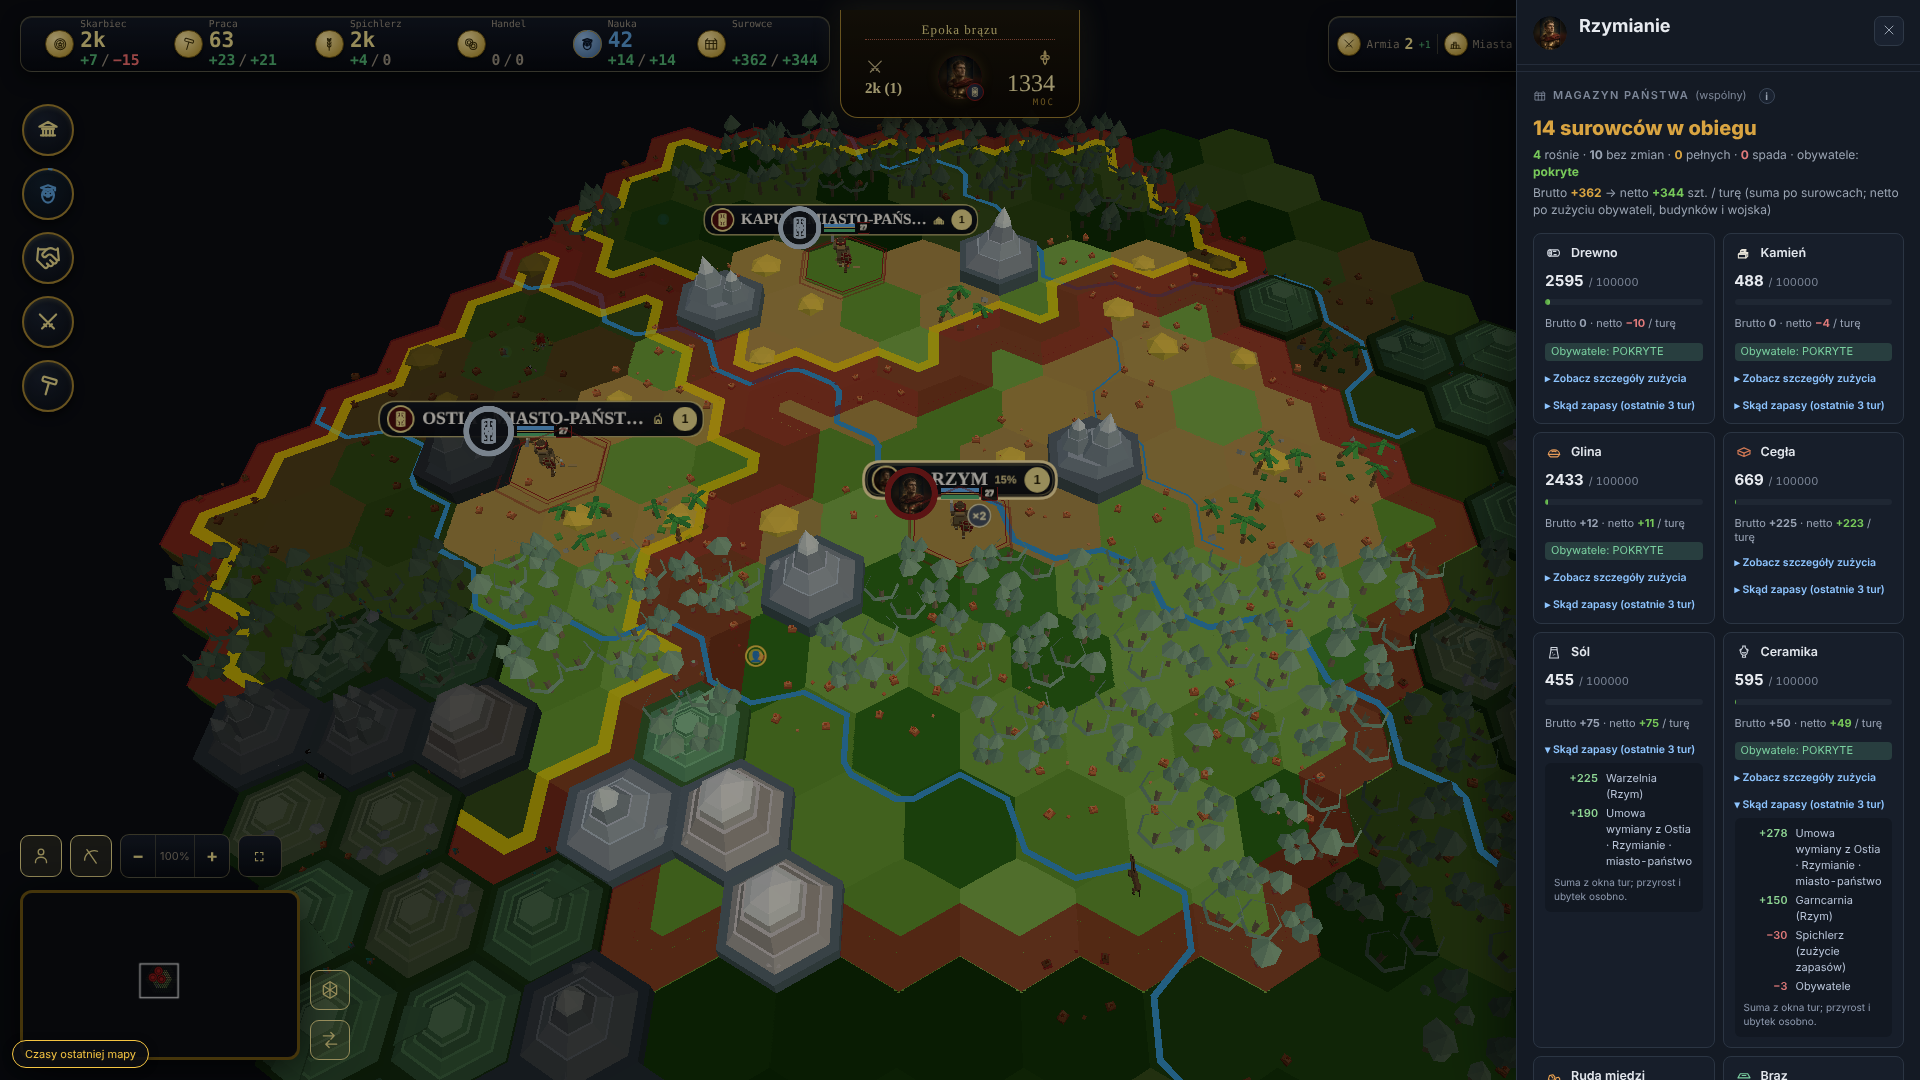 Skarbiec
2k
+7 / −15
Praca
63
+23 / +21
Spichlerz
2k
+4 / 0
Handel
0 / 0
Nauka
42
+14 / +14
Surowce
+362 / +344
Epoka brązu
2k (1)
1334
MOC
Armia 2 +1
Miasta
Rzymianie
MAGAZYN PAŃSTWA (wspólny) i
14 surowców w obiegu
4 rośnie · 10 bez zmian · 0 pełnych · 0 spada · obywatele:
pokryte
Brutto +362 → netto +344 szt. / turę (suma po surowcach; netto
po zużyciu obywateli, budynków i wojska)
Drewno
2595 / 100000
Brutto 0 · netto −10 / turę
Obywatele: POKRYTE
▸ Zobacz szczegóły zużycia
▸ Skąd zapasy (ostatnie 3 tur)
Kamień
488 / 100000
Brutto 0 · netto −4 / turę
Obywatele: POKRYTE
▸ Zobacz szczegóły zużycia
▸ Skąd zapasy (ostatnie 3 tur)
Glina
2433 / 100000
Brutto +12 · netto +11 / turę
Obywatele: POKRYTE
▸ Zobacz szczegóły zużycia
▸ Skąd zapasy (ostatnie 3 tur)
Cegła
669 / 100000
Brutto +225 · netto +223 /
turę
▸ Zobacz szczegóły zużycia
▸ Skąd zapasy (ostatnie 3 tur)
Sól
455 / 100000
Brutto +75 · netto +75 / turę
▾ Skąd zapasy (ostatnie 3 tur)
+225 Warzelnia
(Rzym)
+190 Umowa
wymiany z Ostia
· Rzymianie ·
miasto-państwo
Suma z okna tur; przyrost i
ubytek osobno.
Ceramika
595 / 100000
Brutto +50 · netto +49 / turę
Obywatele: POKRYTE
▸ Zobacz szczegóły zużycia
▾ Skąd zapasy (ostatnie 3 tur)
+278 Umowa
wymiany z Ostia
· Rzymianie ·
miasto-państwo
+150 Garncarnia
(Rzym)
−30 Spichlerz
(zużycie
zapasów)
−3 Obywatele
Suma z okna tur; przyrost i
ubytek osobno.
Ruda miedzi
Brąz
KAPU IASTO-PAŃS… 1
27
OSTI IASTO-PAŃST… 1
27
RZYM 15% 1
27
×2
− 100% +
Czasy ostatniej mapy